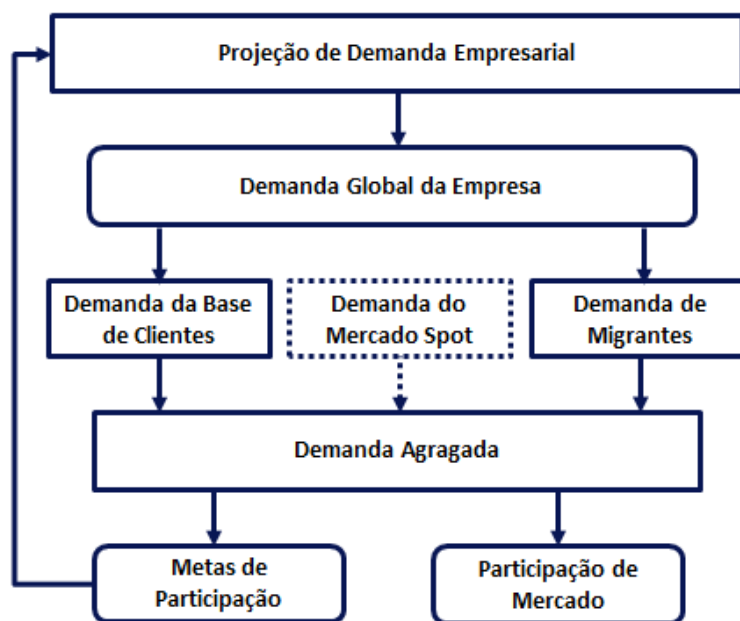 Projeção de Demanda Empresarial
Demanda Global da Empresa
Demanda da Base
de Clientes
Demanda do
Mercado Spot
Demanda de
Migrantes
Demanda Agragada
Metas de
Participação
Participação de
Mercado